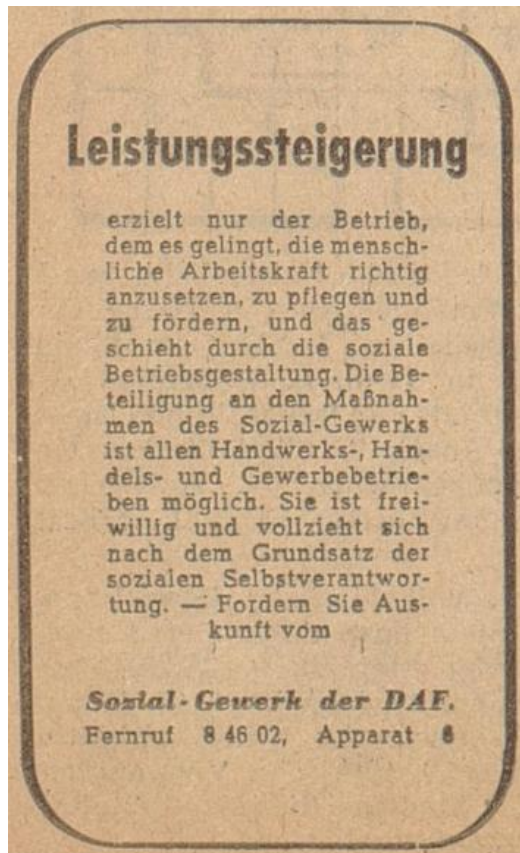 Leistungssteigerung
erzielt nur der Betrieb,
dem es gelingt, die mensch-
liche Arbeitskraft richtig
anzusetzen, zu pflegen und
zu fördern, und das ge-
schieht durch die soziale
Betriebsgestaltung. Die Be-
teiligung an den Maßnah-
men des Sozial-Gewerks
ist allen Handwerks-, Han-
dels- und Gewerbebetrie-
ben möglich. Sie ist frei-
willig und vollzieht sich
nach dem Grundsatz der
sozialen Selbstverantwor-
tung. — Fordern Sie Aus-
kunft vom
Sozial-Gewerk der DAF.
Fernruf 8 46 02, Apparat 6